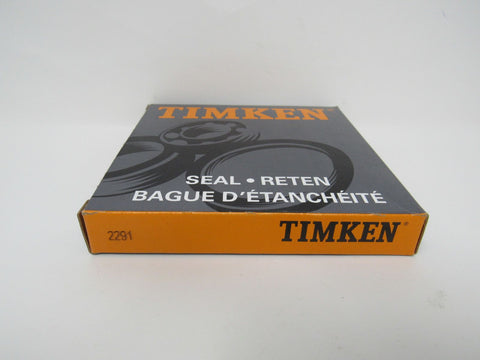 TIMKEN
SEAL • RETEN
BAGUE D'ÉTANCHÉITÉ
2291
TIMKEN®